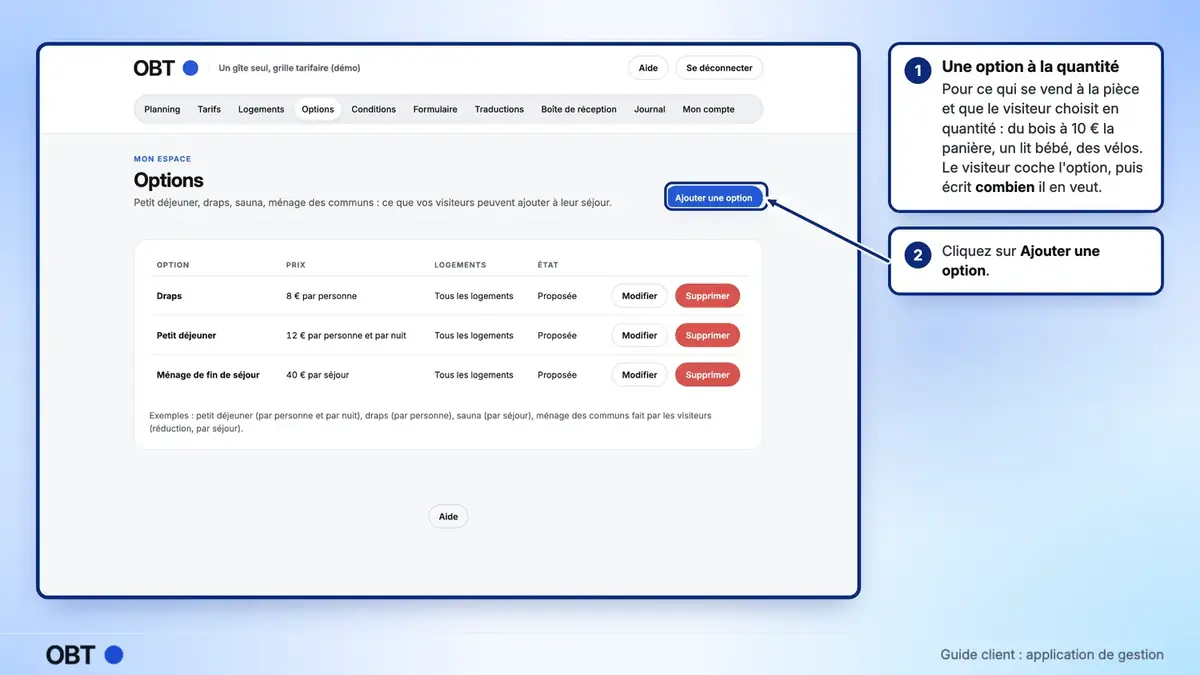 OBT
Un gîte seul, grille tarifaire (démo)
Aide
Se déconnecter
Planning
Tarifs
Logements
Options
Conditions
Formulaire
Traductions
Boîte de réception
Journal
Mon compte
MON ESPACE
Options
Petit déjeuner, draps, sauna, ménage des communs : ce que vos visiteurs peuvent ajouter à leur séjour.
Ajouter une option
OPTION PRIX LOGEMENTS ÉTAT
Draps 8 € par personne Tous les logements Proposée Modifier Supprimer
Petit déjeuner 12 € par personne et par nuit Tous les logements Proposée Modifier Supprimer
Ménage de fin de séjour 40 € par séjour Tous les logements Proposée Modifier Supprimer
Exemples : petit déjeuner (par personne et par nuit), draps (par personne), sauna (par séjour), ménage des communs fait par les visiteurs
(réduction, par séjour).
Aide
1 Une option à la quantité
Pour ce qui se vend à la pièce
et que le visiteur choisit en
quantité : du bois à 10 € la
panière, un lit bébé, des vélos.
Le visiteur coche l'option, puis
écrit combien il en veut.
2 Cliquez sur Ajouter une
option.
OBT
Guide client : application de gestion